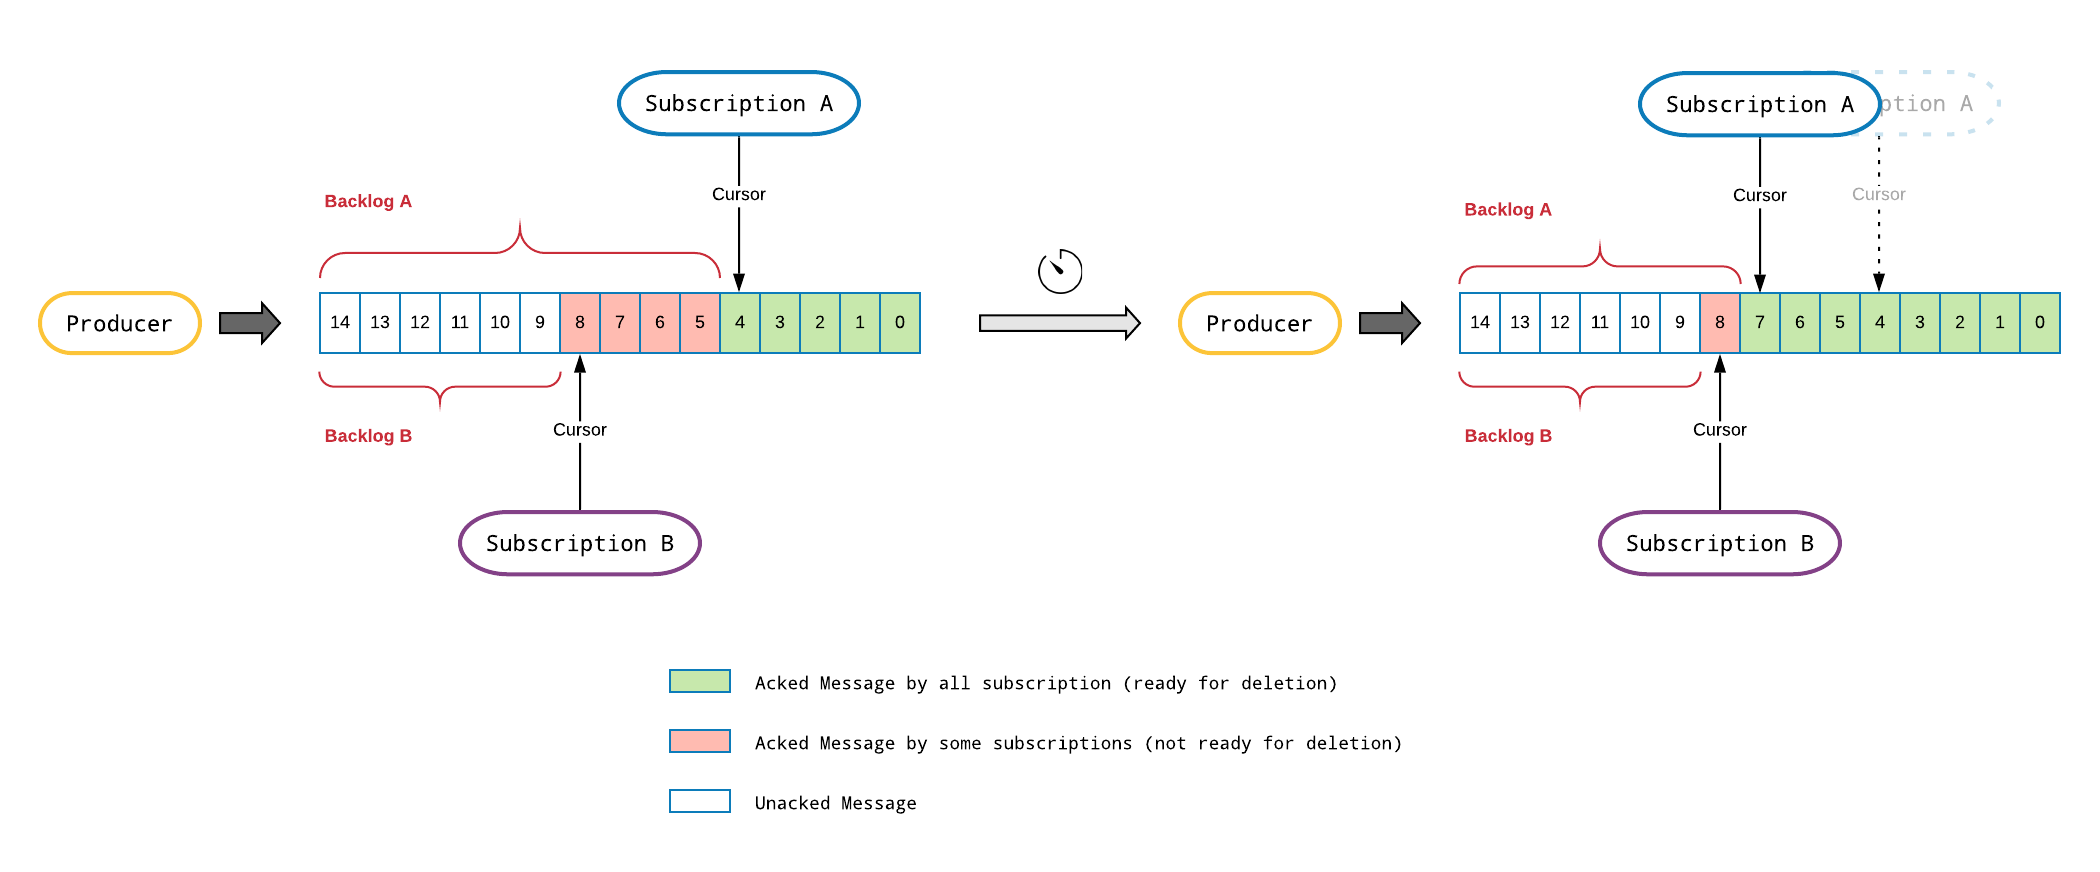 Subscription A
Subscription A
ption A
Cursor
Cursor
Cursor
Backlog A
Backlog A
Producer
14 13 12 11 10 9 8 7 6 5 4 3 2 1 0
Producer
14 13 12 11 10 9 8 7 6 5 4 3 2 1 0
Cursor
Cursor
Backlog B
Backlog B
Subscription B
Subscription B
Acked Message by all subscription (ready for deletion)
Acked Message by some subscriptions (not ready for deletion)
Unacked Message